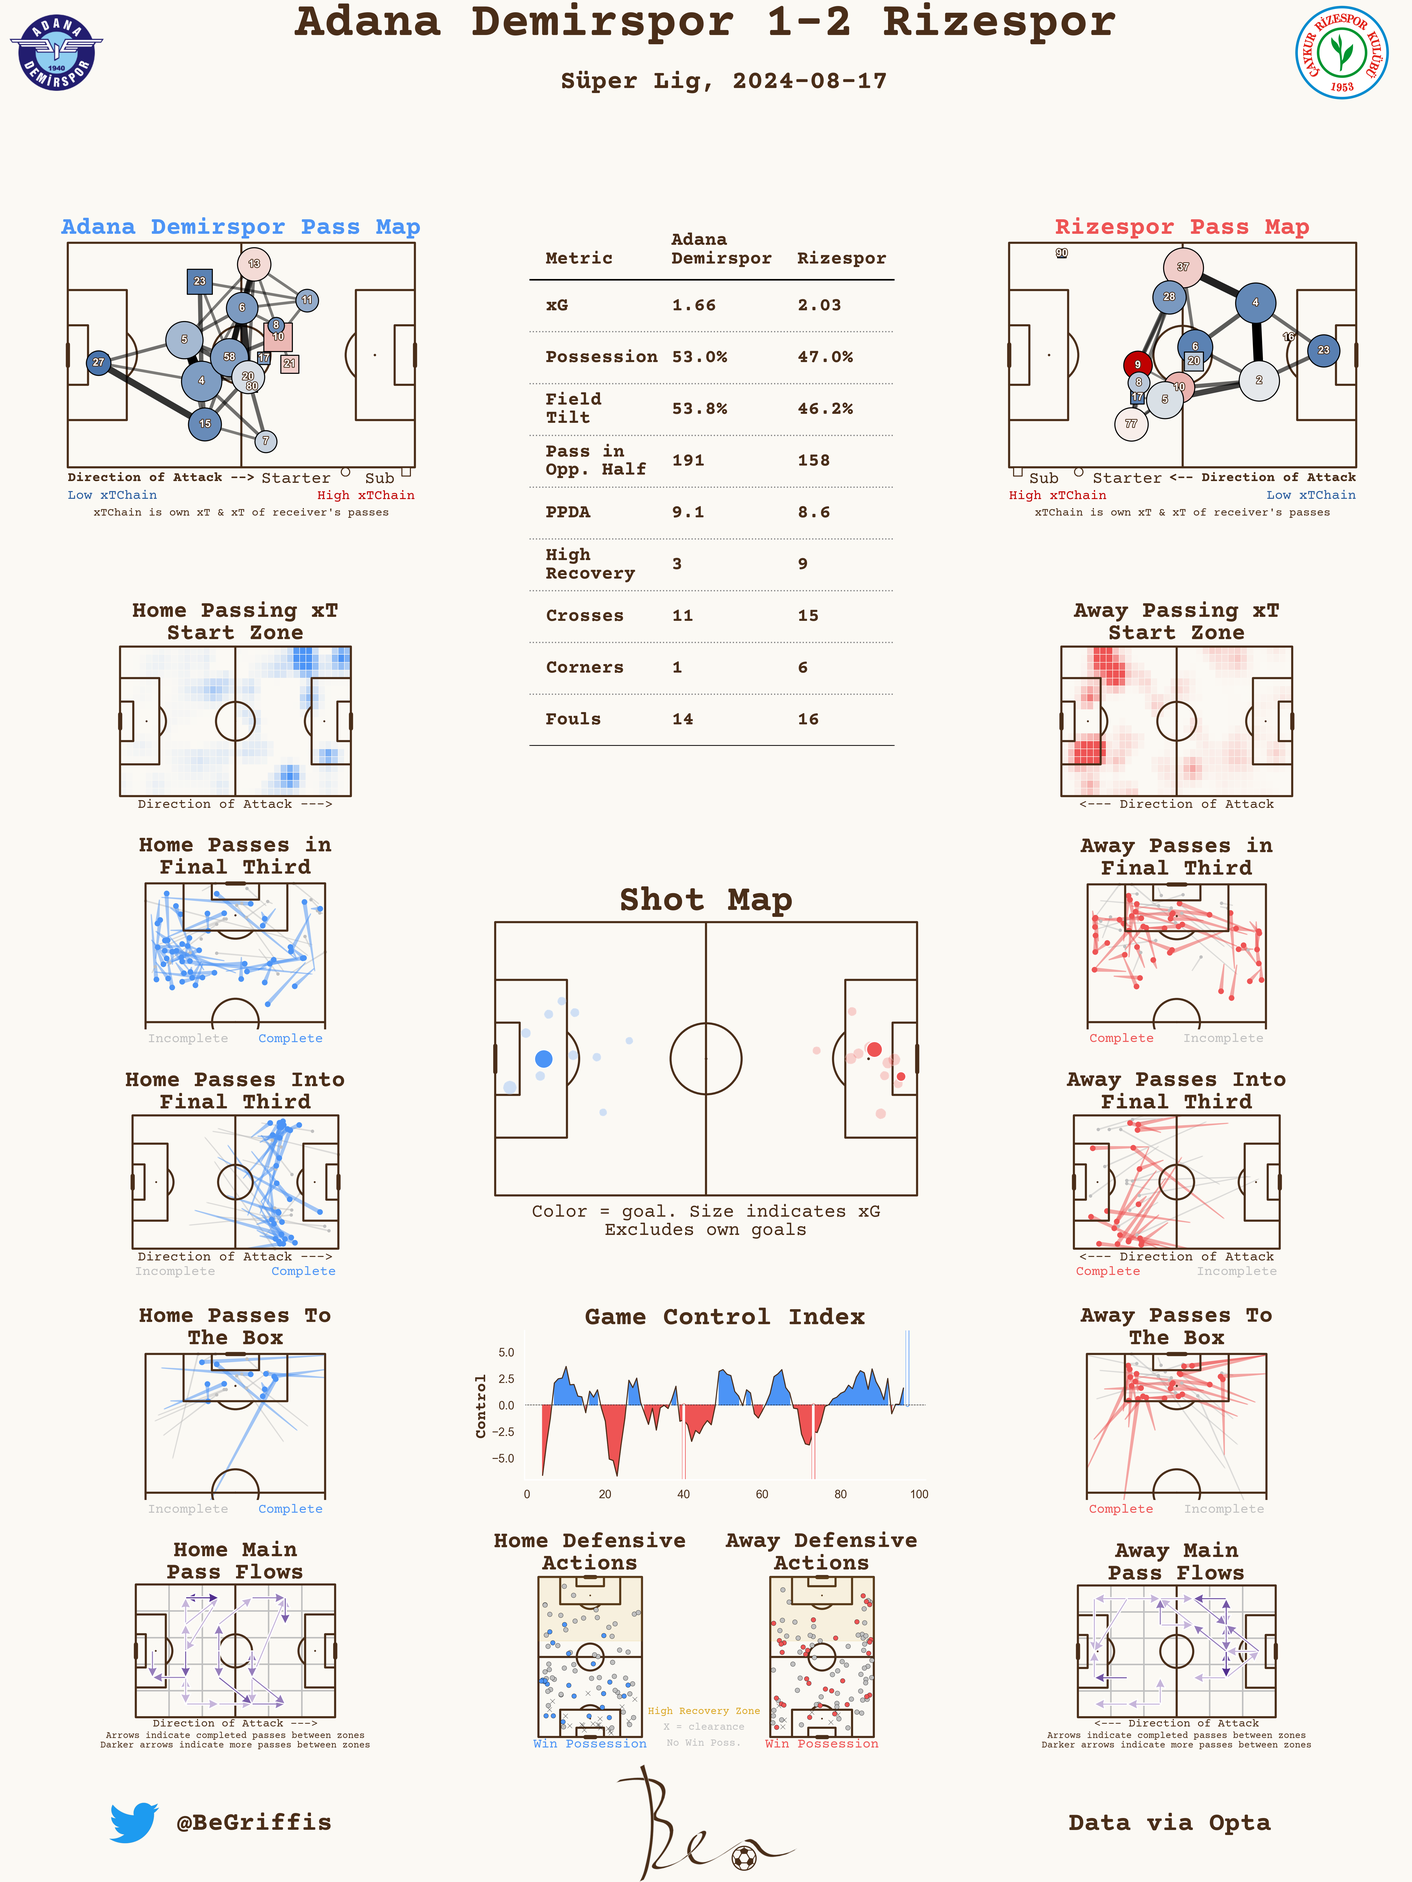 Adana Demirspor 1-2 Rizespor
Süper Lig, 2024-08-17
ADANA
1940
DEMİRSPOR
ÇAYKUR RİZESPOR KULÜBÜ
1953
Adana Demirspor Pass Map
13
23
11
6
8
10
5
58
17
21
27
20
4
80
15
7
Direction of Attack --> Starter Sub
Low xTChain High xTChain
xTChain is own xT & xT of receiver's passes
Metric Adana Demirspor Rizespor
xG 1.66 2.03
Possession 53.0% 47.0%
Field Tilt 53.8% 46.2%
Pass in Opp. Half 191 158
PPDA 9.1 8.6
High Recovery 3 9
Crosses 11 15
Corners 1 6
Fouls 14 16
Rizespor Pass Map
90
37
28
4
16
6
23
20
9
8
10
2
17
5
77
Sub Starter <-- Direction of Attack
High xTChain Low xTChain
xTChain is own xT & xT of receiver's passes
Home Passing xT
Start Zone
Direction of Attack --->
Away Passing xT
Start Zone
<--- Direction of Attack
Home Passes in
Final Third
Incomplete Complete
Away Passes in
Final Third
Complete Incomplete
Shot Map
Color = goal. Size indicates xG
Excludes own goals
Home Passes Into
Final Third
Direction of Attack --->
Incomplete Complete
Away Passes Into
Final Third
<--- Direction of Attack
Complete Incomplete
Home Passes To
The Box
Incomplete Complete
Game Control Index
Control
5.0
2.5
0.0
−2.5
−5.0
0 20 40 60 80 100
Away Passes To
The Box
Complete Incomplete
Home Main
Pass Flows
Direction of Attack --->
Arrows indicate completed passes between zones
Darker arrows indicate more passes between zones
Home Defensive
Actions
Win Possession
High Recovery Zone
X = clearance
No Win Poss.
Away Defensive
Actions
Win Possession
Away Main
Pass Flows
<--- Direction of Attack
Arrows indicate completed passes between zones
Darker arrows indicate more passes between zones
@BeGriffis
Ben
Data via Opta